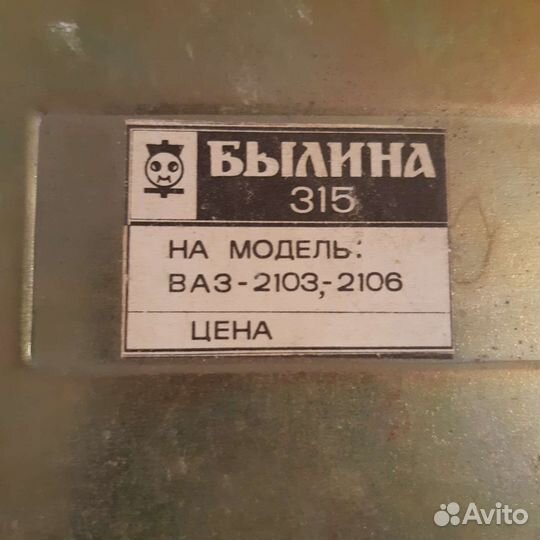 БЫЛИНА
315
НА МОДЕЛЬ:
ВАЗ-2103,-2106
ЦЕНА
Avito